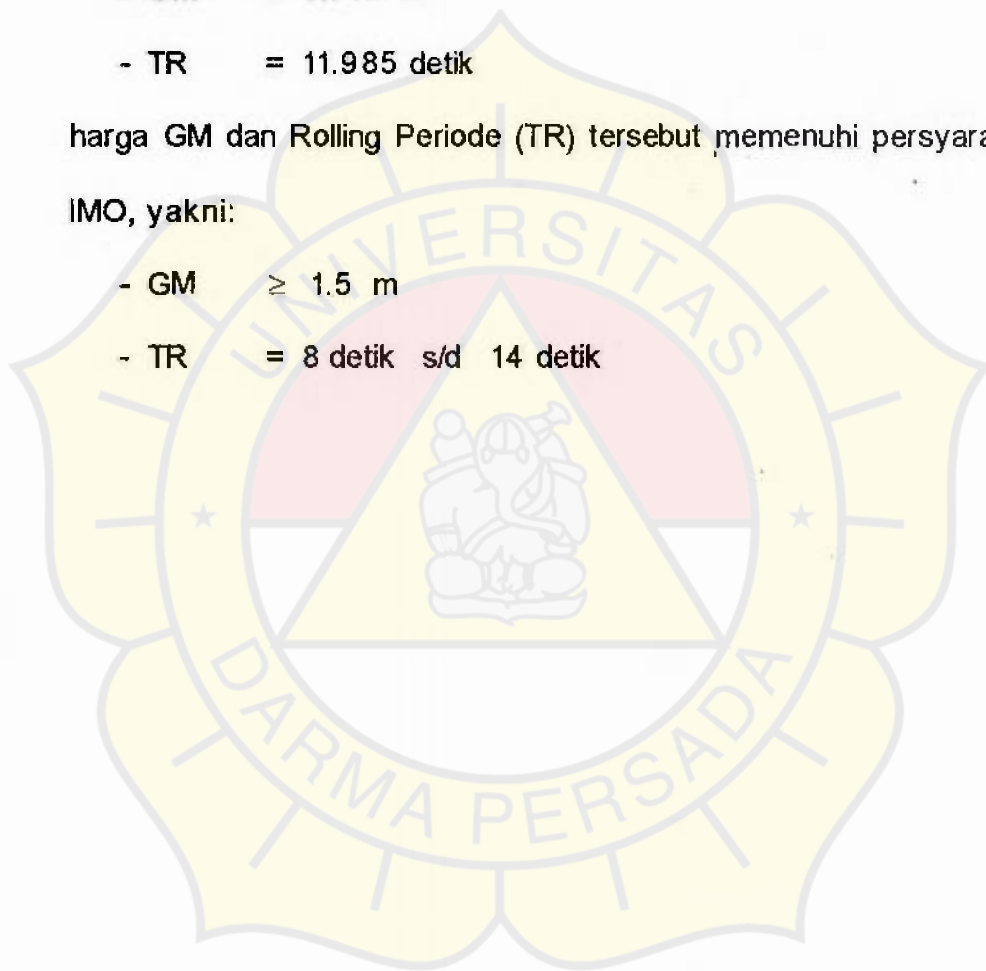 - TR = 11.985 detik
harga GM dan Rolling Periode (TR) tersebut memenuhi
IMO, yakni:
- GM ≥ 1.5 m
- TR = 8 detik s/d 14 detik
UNIVERSITAS
DARMA PERSADA